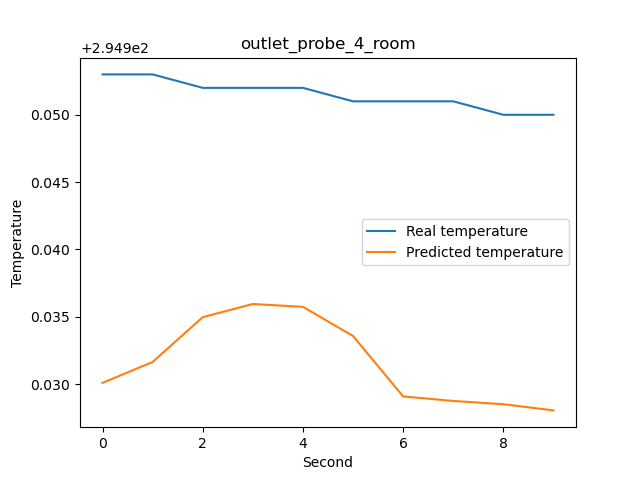 outlet_probe_4_room
+2.949e2
0.050
0.045
0.040
0.035
0.030
Temperature
Real temperature
Predicted temperature
0 2 4 6 8
Second